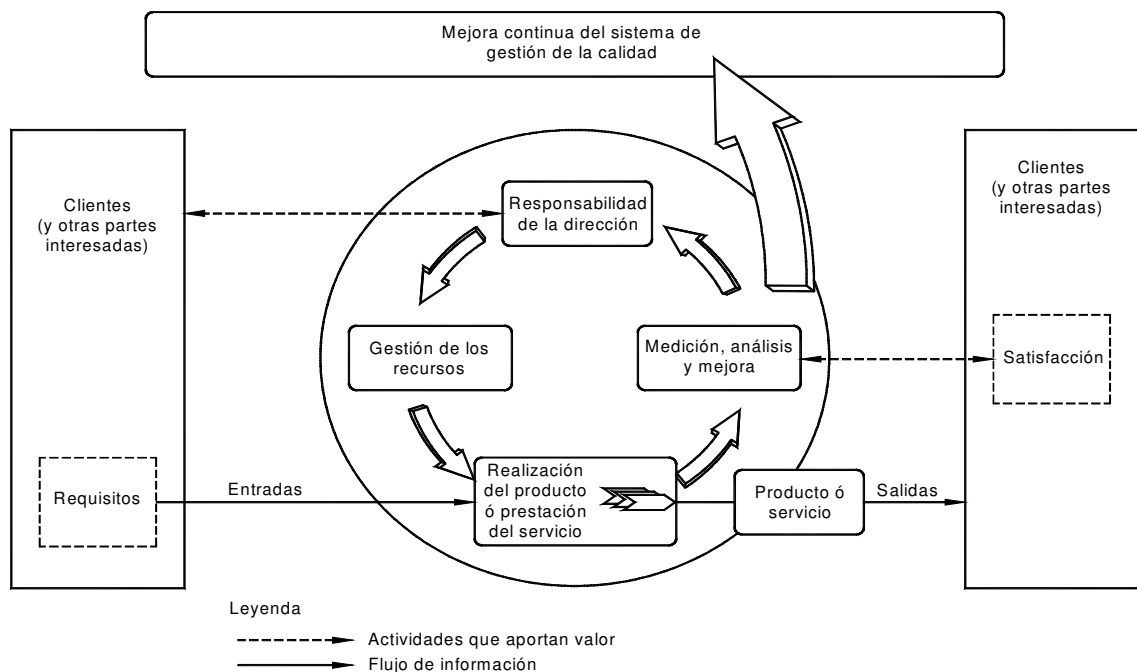 Mejora continua del sistema de
gestión de la calidad
Clientes
(y otras partes
interesadas)
Responsabilidad
de la dirección
Clientes
(y otras partes
interesadas)
Gestión de los
recursos
Medición, análisis
y mejora
Satisfacción
Requisitos
Entradas
Realización
del producto
ó prestación
del servicio
Producto ó
servicio
Salidas
Leyenda
Actividades que aportan valor
Flujo de información